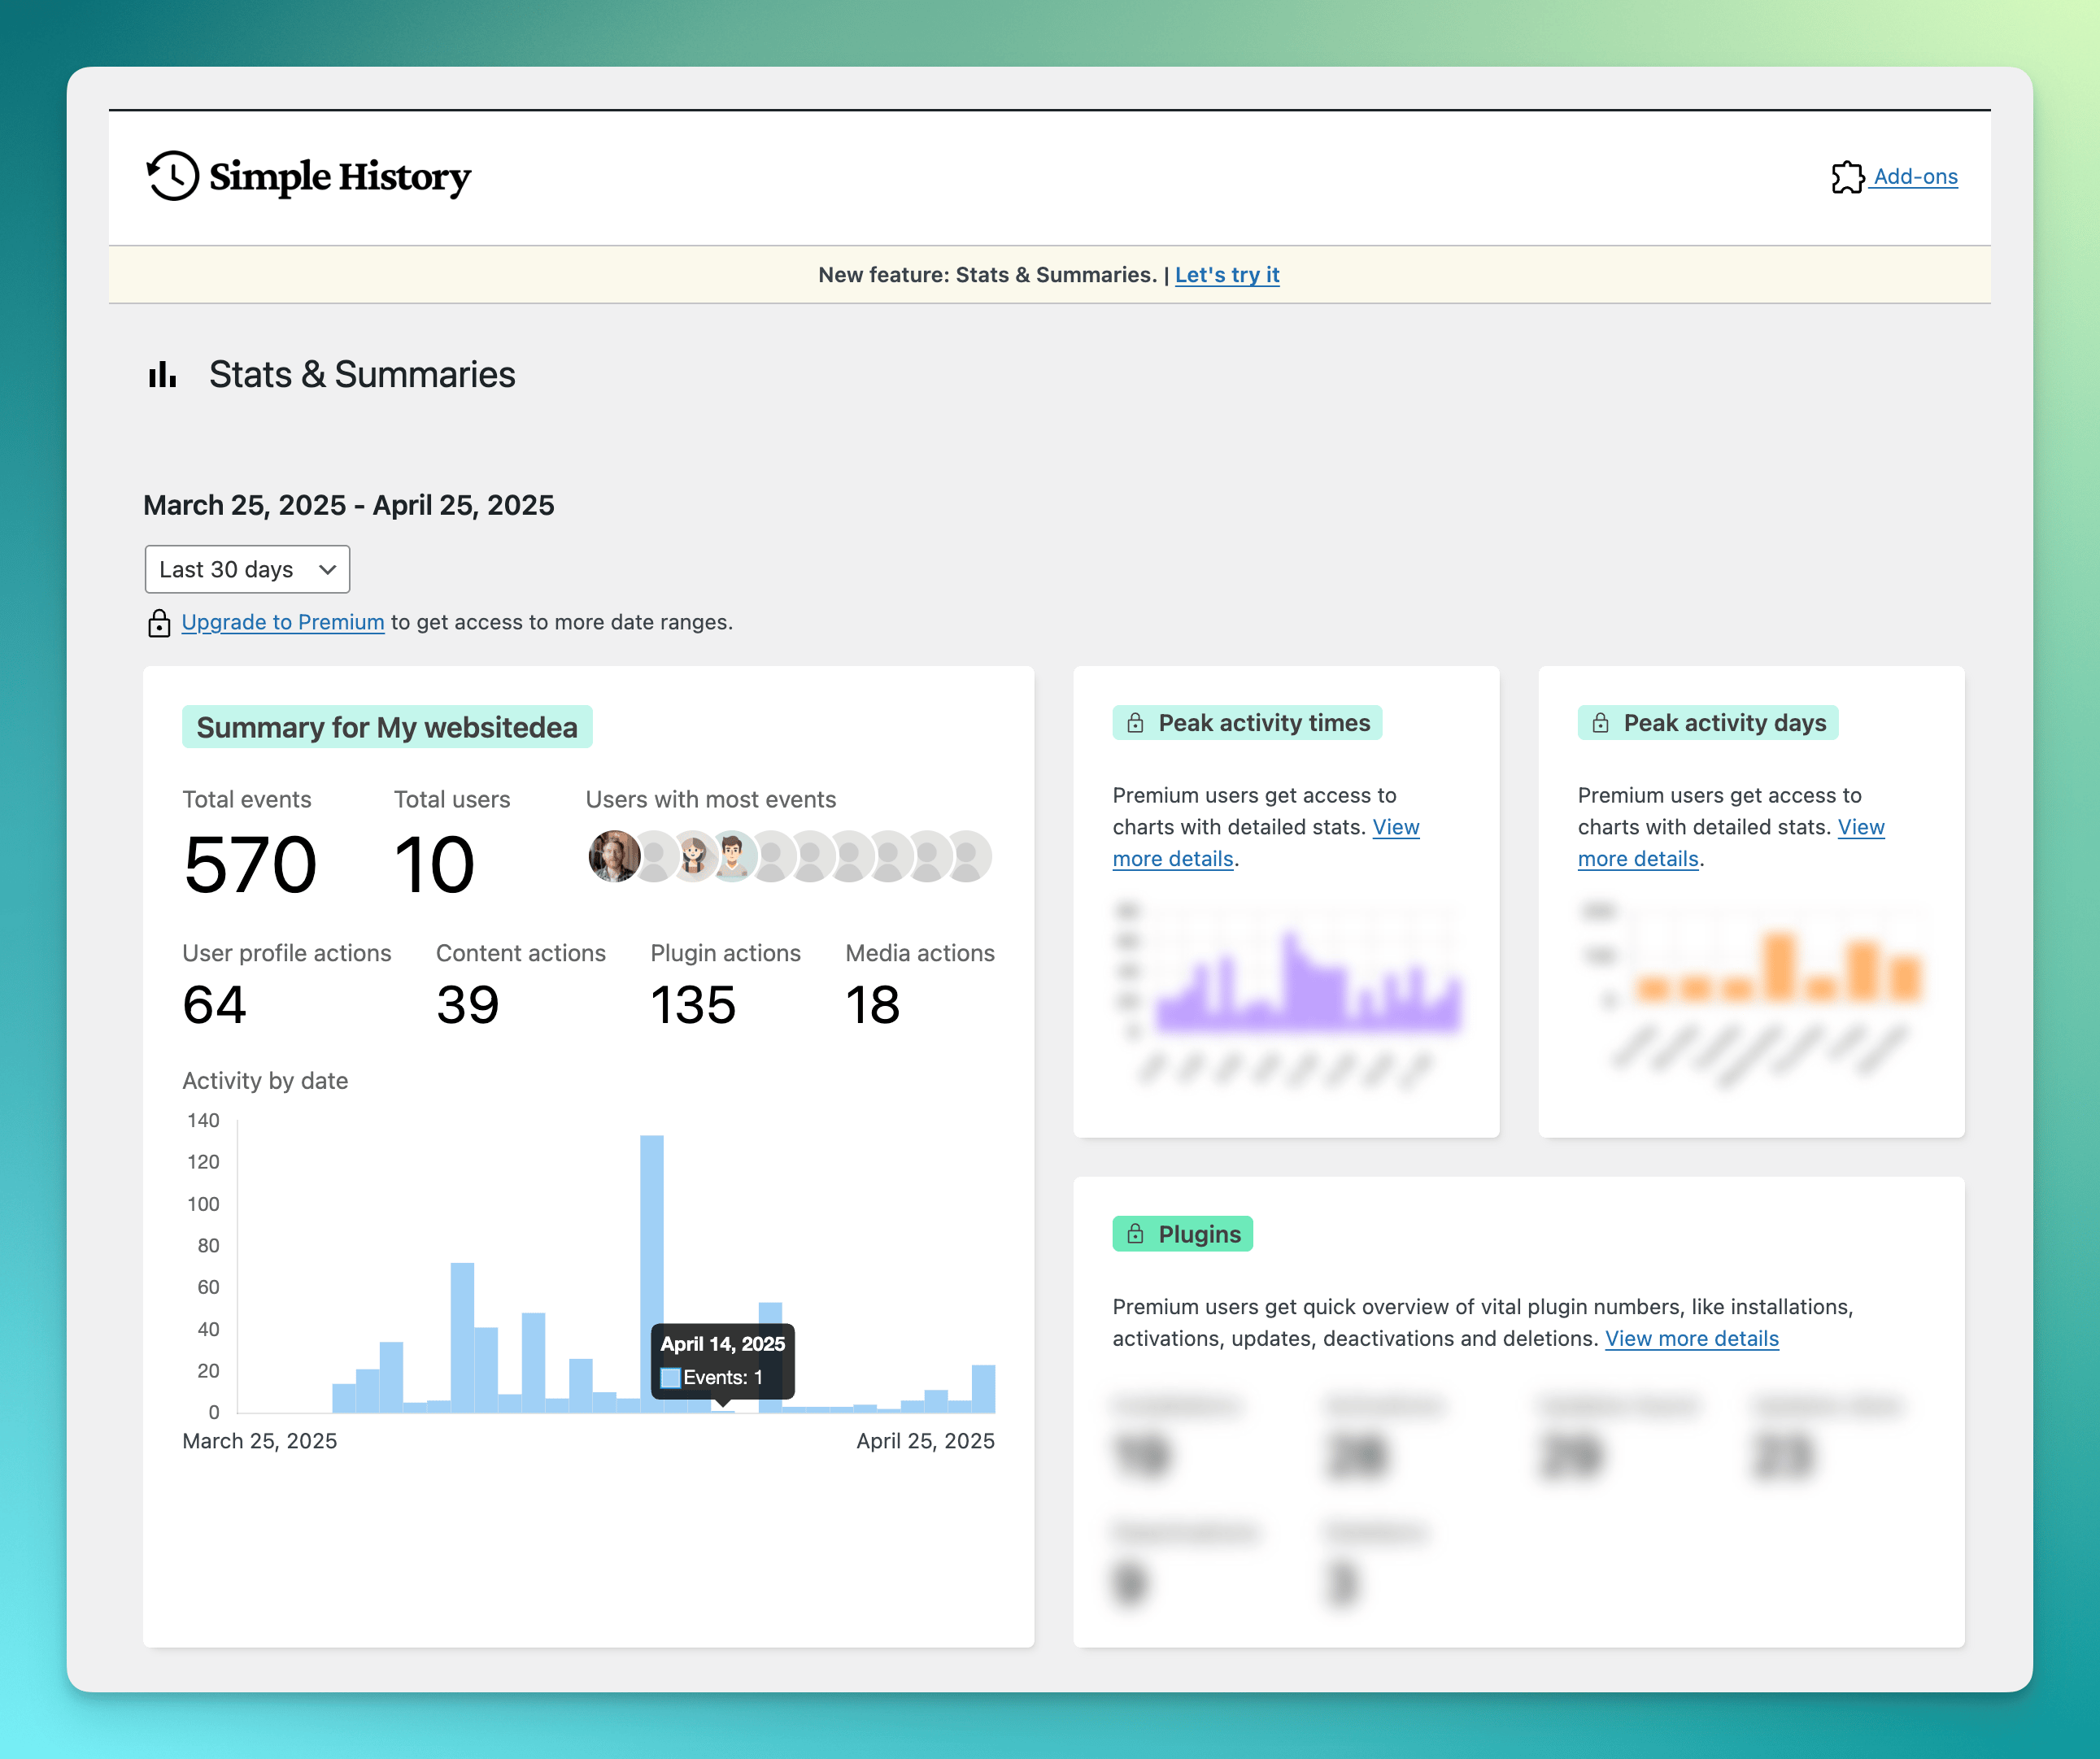 Simple History
Add-ons
New feature: Stats & Summaries. | Let's try it
Stats & Summaries
March 25, 2025 - April 25, 2025
Last 30 days
Upgrade to Premium to get access to more date ranges.
Summary for My websitedea
Total events
Total users
Users with most events
570
10
User profile actions
Content actions
Plugin actions
Media actions
64
39
135
18
Activity by date
140
120
100
80
60
40
20
0
April 14, 2025
Events: 1
March 25, 2025
April 25, 2025
Peak activity times
Premium users get access to
charts with detailed stats. View
more details.
Peak activity days
Premium users get access to
charts with detailed stats. View
more details.
Plugins
Premium users get quick overview of vital plugin numbers, like installations,
activations, updates, deactivations and deletions. View more details
19
28
29
23
9
3